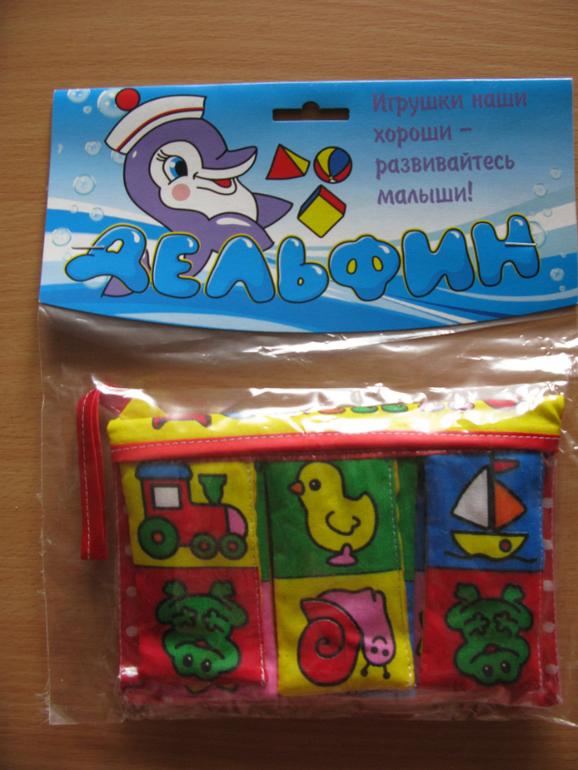 Игрушки наши
хороши –
развивайтесь
малыши!
ДЕЛЬФИН